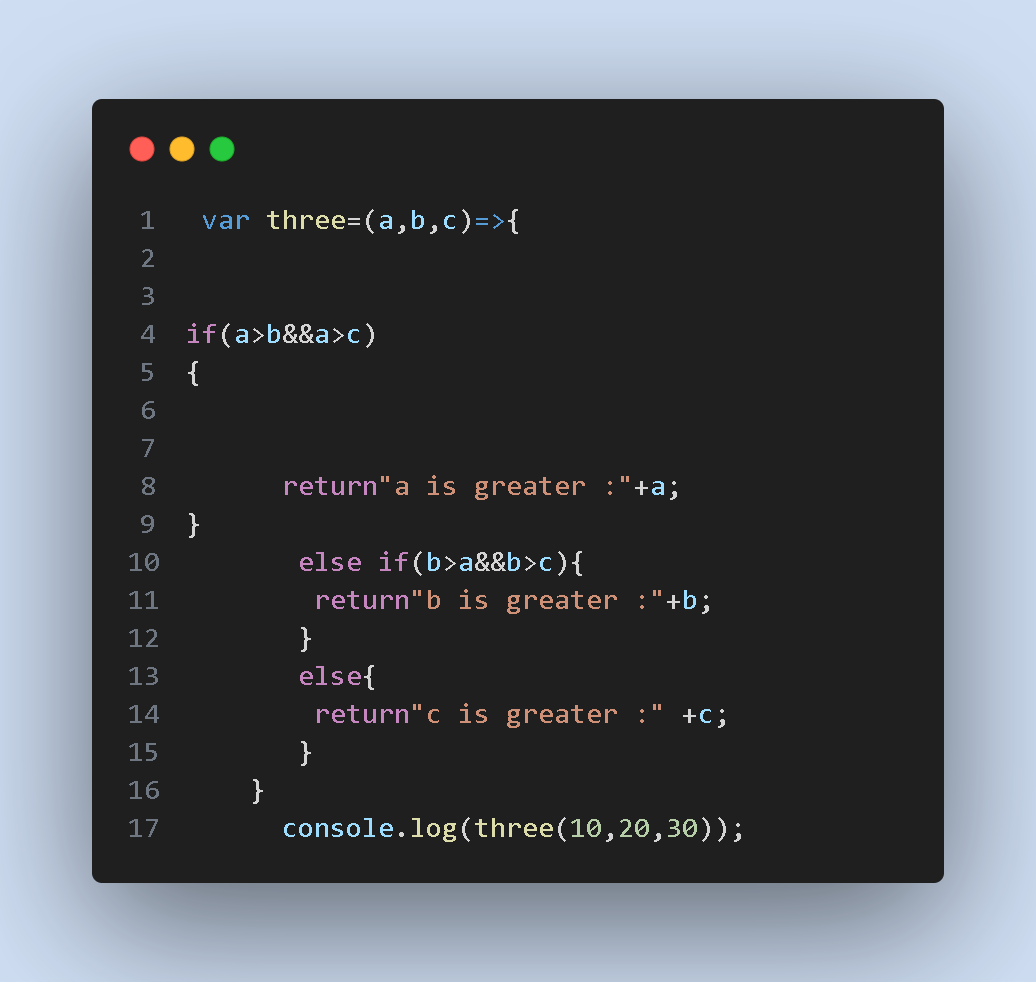 1 var three=(a,b,c)=>{
2
3
4 if(a>b&&a>c)
5 {
6
7
8 return"a is greater :"+a;
9 }
10 else if(b>a&&b>c){
11 return"b is greater :"+b;
12 }
13 else{
14 return"c is greater :" +c;
15 }
16 }
17 console.log(three(10,20,30));